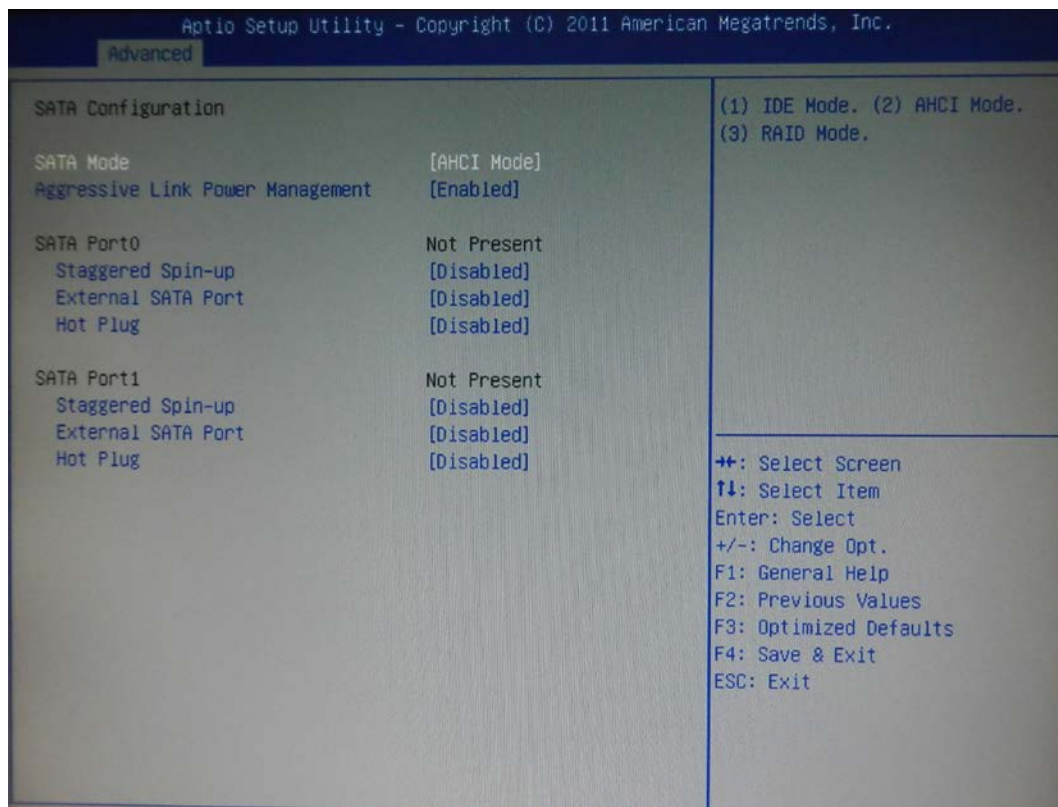 Aptio Setup Utility - Copyright (C) 2011 American Megatrends, Inc.
Advanced
SATA Configuration
SATA Mode [AHCI Mode]
Aggressive Link Power Management [Enabled]
SATA Port0 Not Present
Staggered Spin-up [Disabled]
External SATA Port [Disabled]
Hot Plug [Disabled]
SATA Port1 Not Present
Staggered Spin-up [Disabled]
External SATA Port [Disabled]
Hot Plug [Disabled]
(1) IDE Mode. (2) AHCI Mode.
(3) RAID Mode.
→←: Select Screen
↑↓: Select Item
Enter: Select
+/-: Change Opt.
F1: General Help
F2: Previous Values
F3: Optimized Defaults
F4: Save & Exit
ESC: Exit